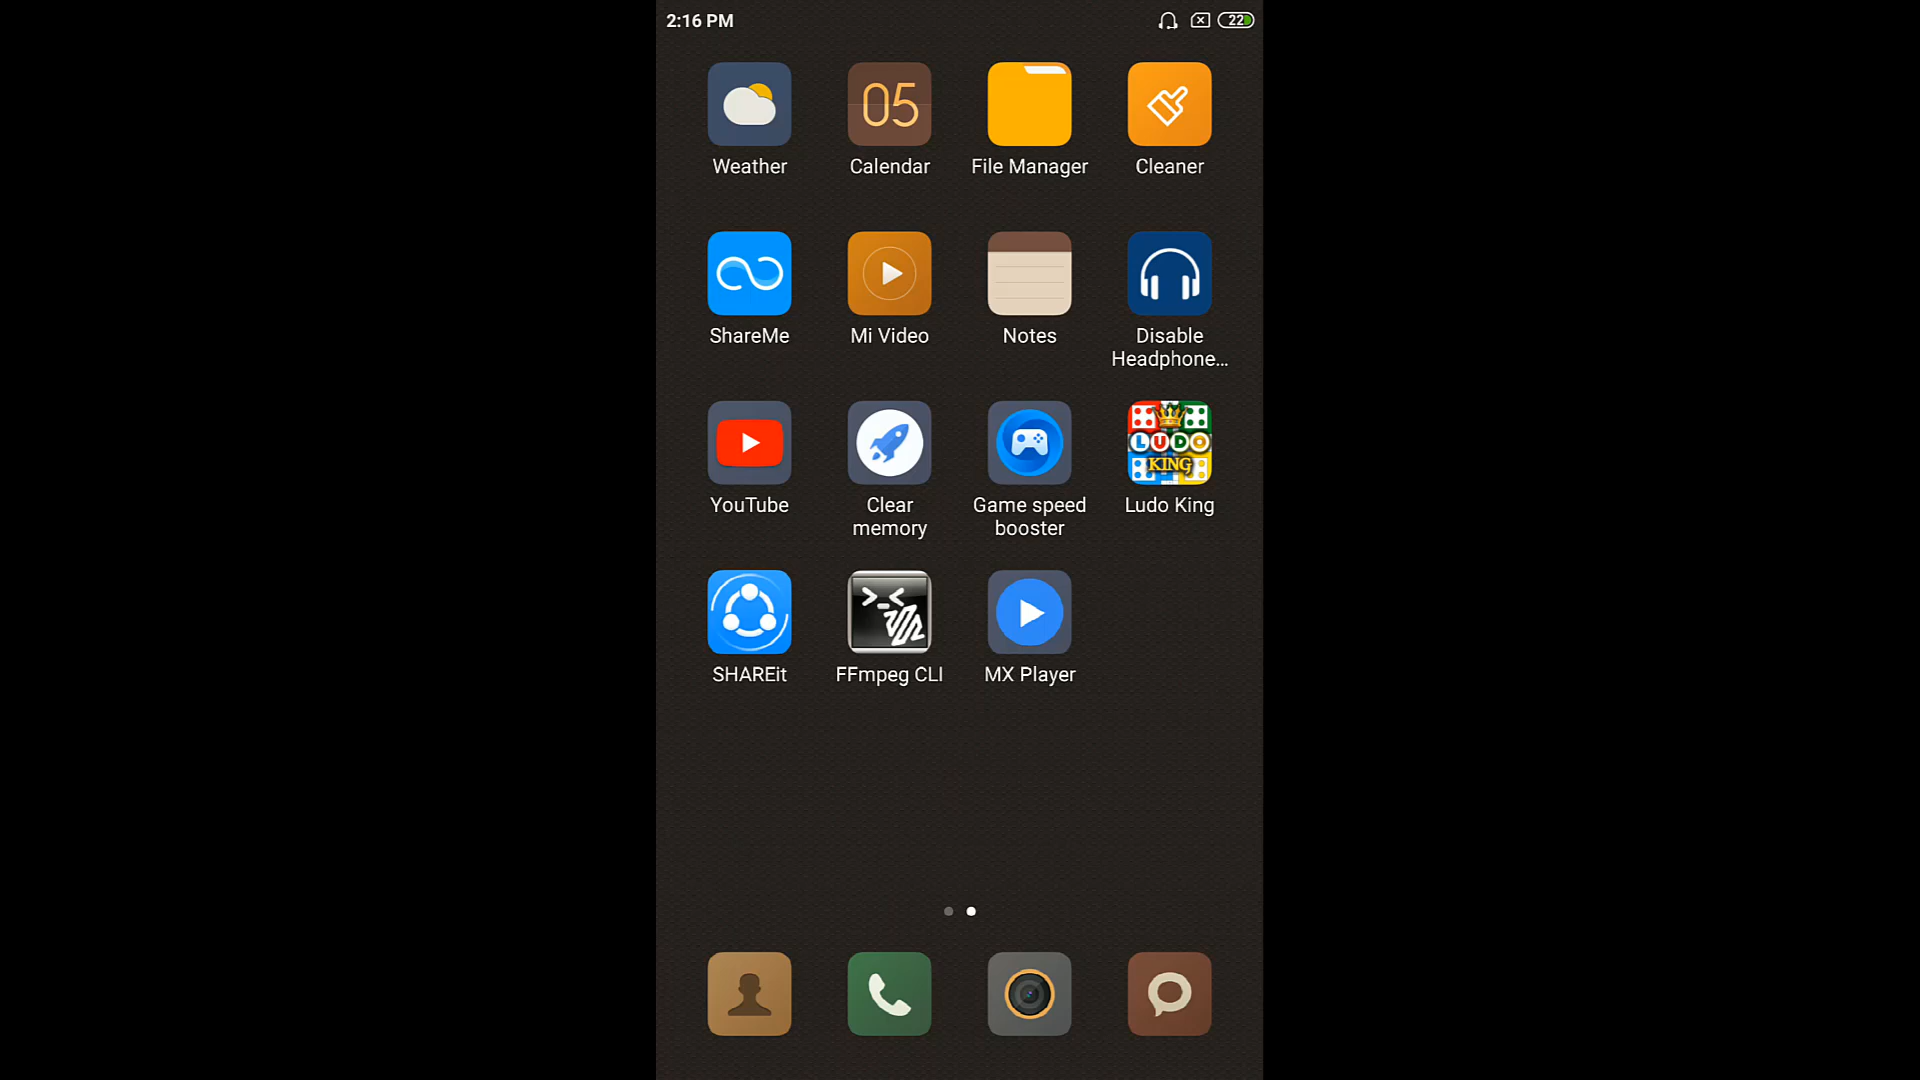 2:16 PM
22
05
Weather
Calendar
File Manager
Cleaner
ShareMe
Mi Video
Notes
Disable
Headphone...
LUDO
KING
YouTube
Clear
memory
Game speed
booster
Ludo King
>_<
SHAREit
FFmpeg CLI
MX Player